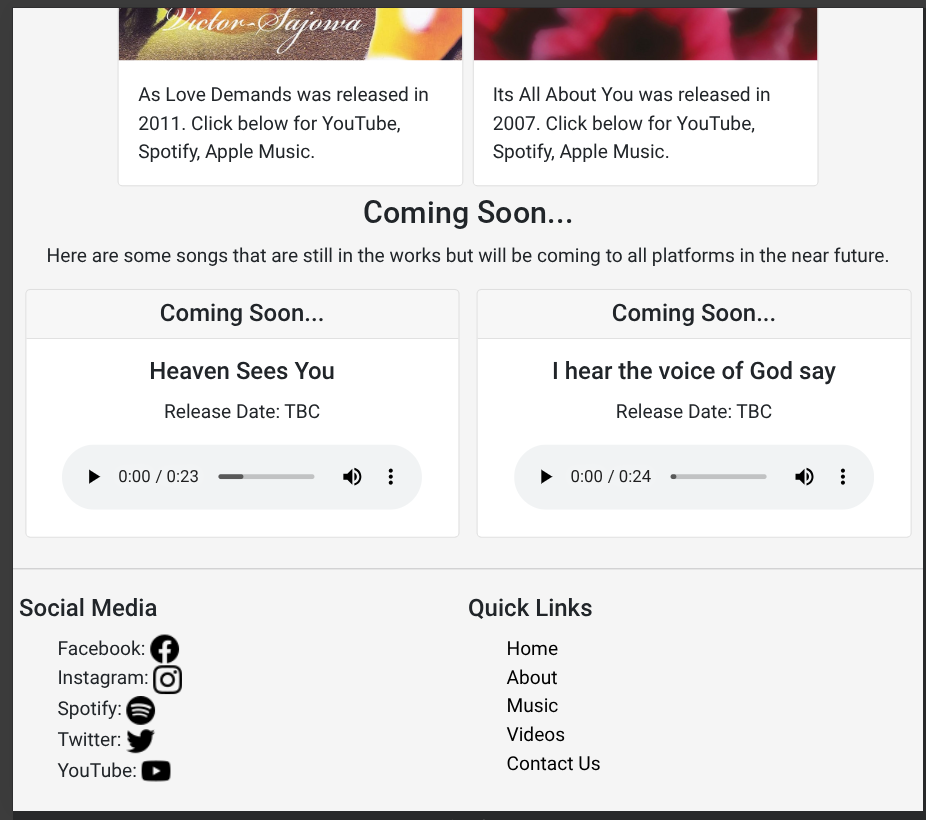 Victor-Sajowa
As Love Demands was released in
2011. Click below for YouTube,
Spotify, Apple Music.
Its All About You was released in
2007. Click below for YouTube,
Spotify, Apple Music.
Coming Soon...
Here are some songs that are still in the works but will be coming to all platforms in the near future.
Coming Soon...
Heaven Sees You
Release Date: TBC
0:00 / 0:23
Coming Soon...
I hear the voice of God say
Release Date: TBC
0:00 / 0:24
Social Media
Facebook:
Instagram:
Spotify:
Twitter:
YouTube:
Quick Links
Home
About
Music
Videos
Contact Us